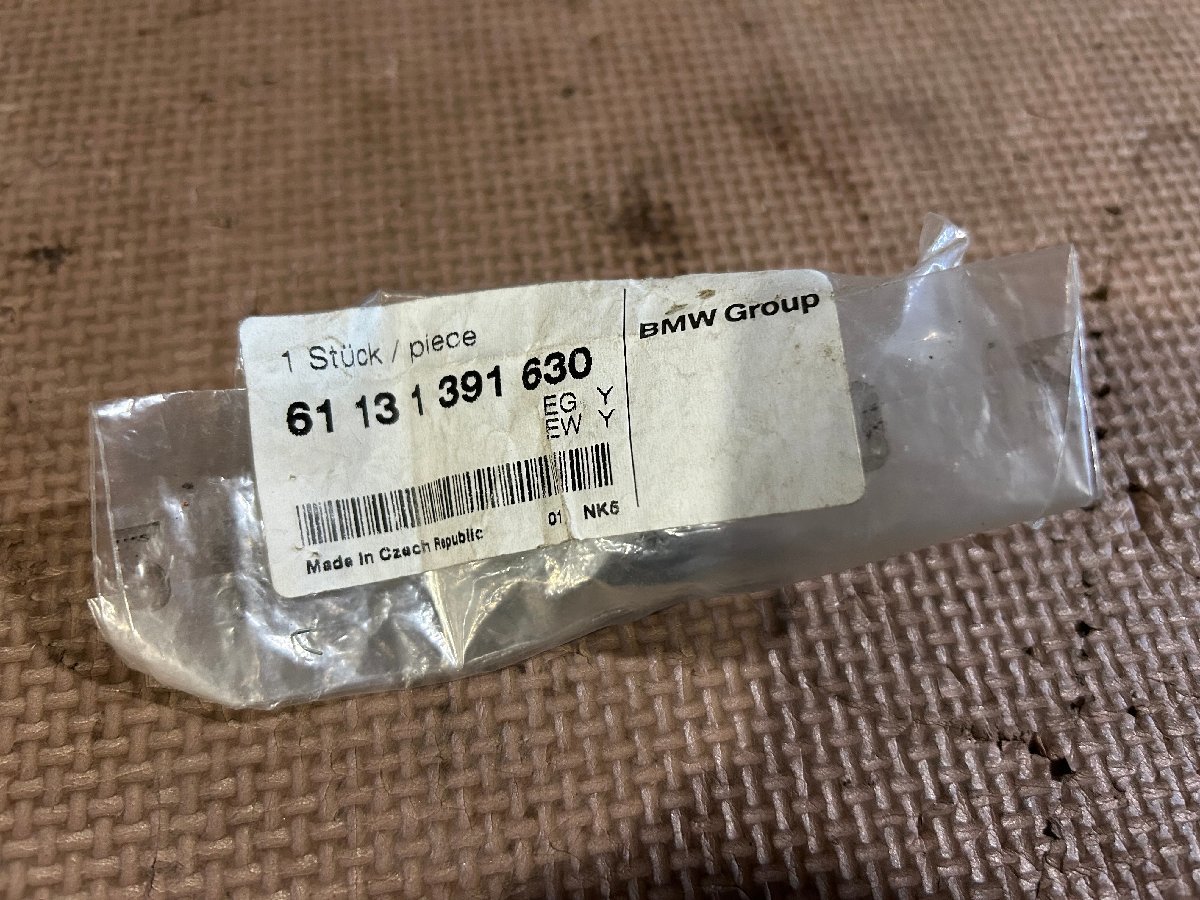 1 Stück / piece
61 13 1 391 630
EG Y
EW Y
01 NK6
Made in Czech Republic
BMW Group